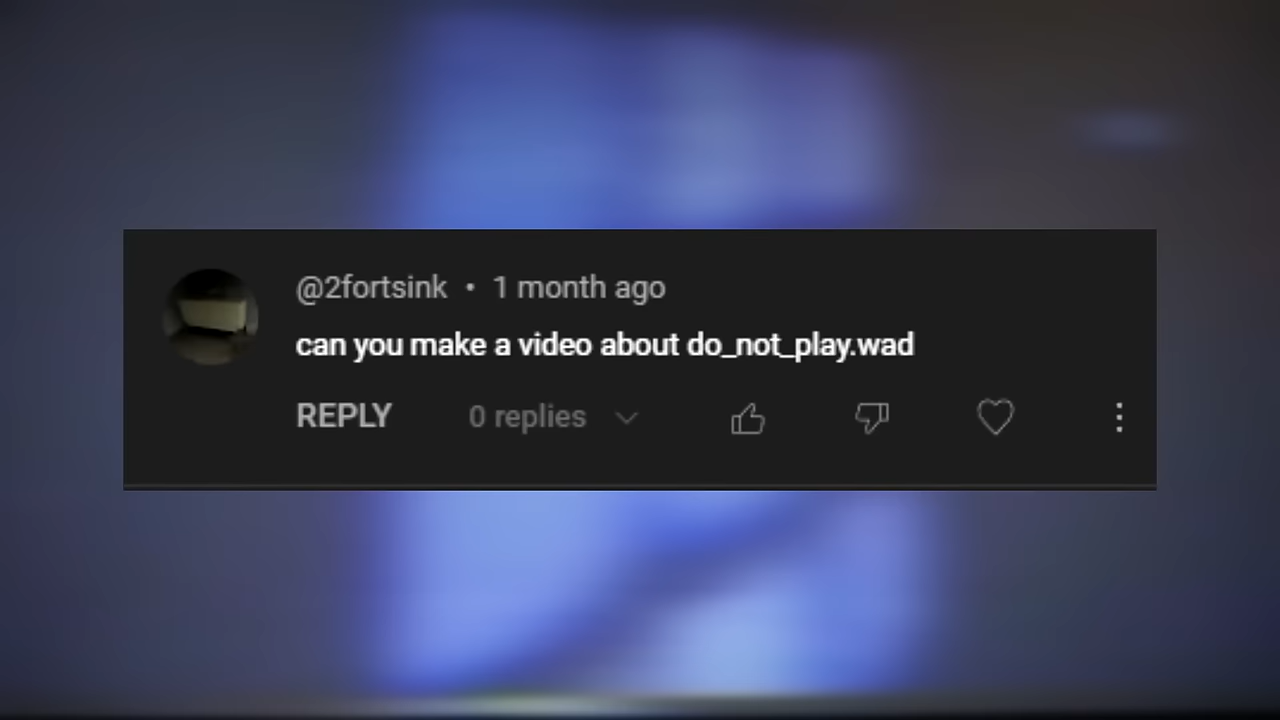 @2fortsink • 1 month ago
can you make a video about do_not_play.wad
REPLY 0 replies